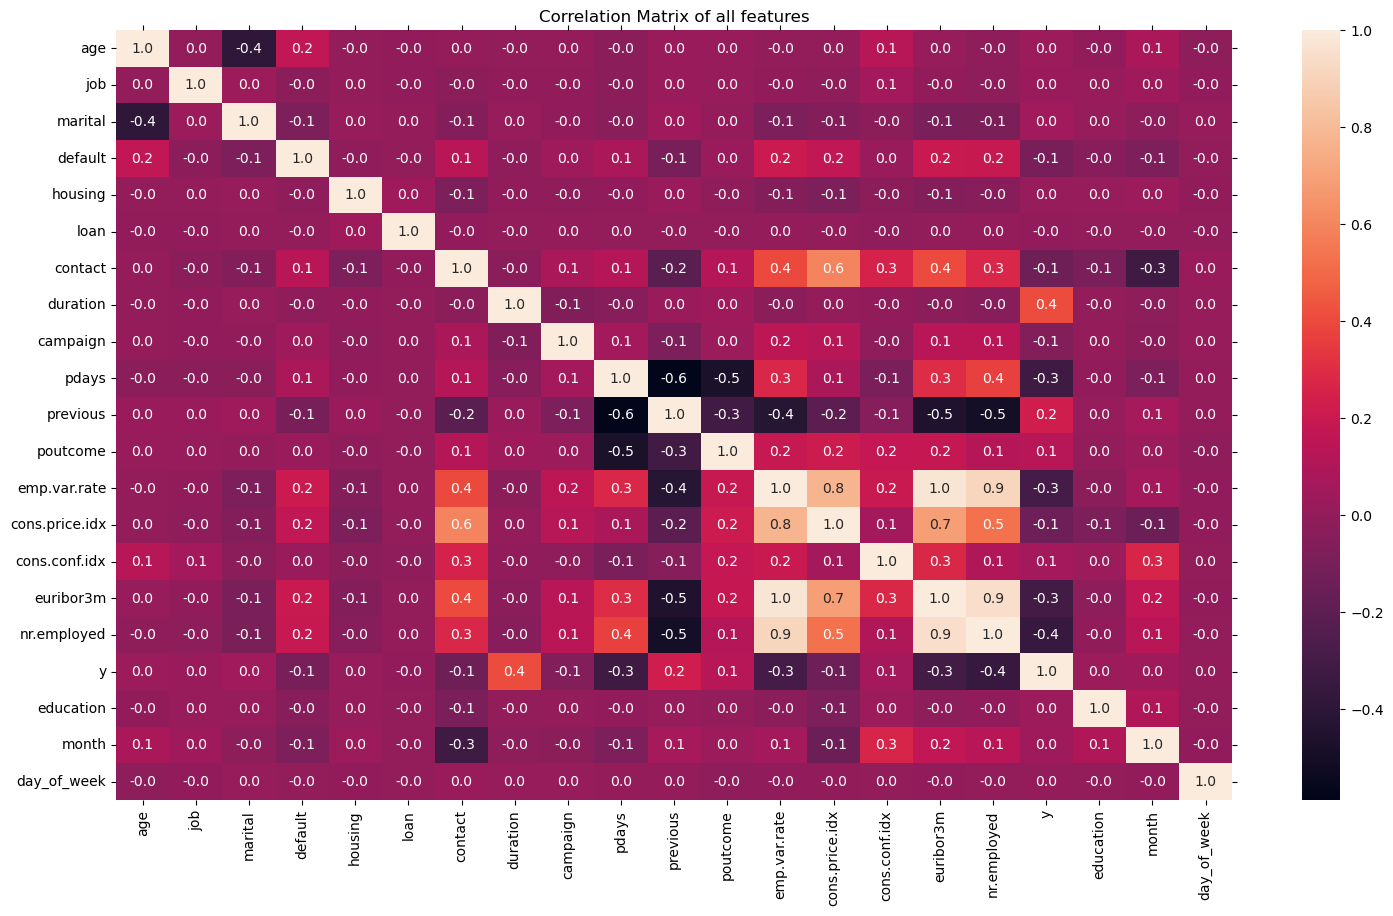 Correlation Matrix of all features
age 1.0 0.0 -0.4 0.2 -0.0 -0.0 0.0 -0.0 0.0 -0.0 0.0 0.0 -0.0 0.0 0.1 0.0 -0.0 0.0 -0.0 0.1 -0.0
job 0.0 1.0 0.0 -0.0 0.0 -0.0 -0.0 -0.0 -0.0 -0.0 0.0 0.0 -0.0 -0.0 0.1 -0.0 -0.0 0.0 0.0 0.0 -0.0
marital -0.4 0.0 1.0 -0.1 0.0 0.0 -0.1 0.0 -0.0 -0.0 0.0 0.0 -0.1 -0.1 -0.0 -0.1 -0.1 0.0 0.0 -0.0 0.0
default 0.2 -0.0 -0.1 1.0 -0.0 -0.0 0.1 -0.0 0.0 0.1 -0.1 0.0 0.2 0.2 0.0 0.2 0.2 -0.1 -0.0 -0.1 -0.0
housing -0.0 0.0 0.0 -0.0 1.0 0.0 -0.1 -0.0 -0.0 -0.0 0.0 -0.0 -0.1 -0.1 -0.0 -0.1 -0.0 0.0 0.0 0.0 -0.0
loan -0.0 -0.0 0.0 -0.0 0.0 1.0 -0.0 -0.0 0.0 0.0 -0.0 0.0 0.0 -0.0 -0.0 0.0 0.0 -0.0 -0.0 -0.0 -0.0
contact 0.0 -0.0 -0.1 0.1 -0.1 -0.0 1.0 -0.0 0.1 0.1 -0.2 0.1 0.4 0.6 0.3 0.4 0.3 -0.1 -0.1 -0.3 0.0
duration -0.0 -0.0 0.0 -0.0 -0.0 -0.0 -0.0 1.0 -0.1 -0.0 0.0 0.0 -0.0 0.0 -0.0 -0.0 -0.0 0.4 -0.0 -0.0 0.0
campaign 0.0 -0.0 -0.0 0.0 -0.0 0.0 0.1 -0.1 1.0 0.1 -0.1 0.0 0.2 0.1 -0.0 0.1 0.1 -0.1 0.0 -0.0 -0.0
pdays -0.0 -0.0 -0.0 0.1 -0.0 0.0 0.1 -0.0 0.1 1.0 -0.6 -0.5 0.3 0.1 -0.1 0.3 0.4 -0.3 -0.0 -0.1 0.0
previous 0.0 0.0 0.0 -0.1 0.0 -0.0 -0.2 0.0 -0.1 -0.6 1.0 -0.3 -0.4 -0.2 -0.1 -0.5 -0.5 0.2 0.0 0.1 -0.0
poutcome 0.0 0.0 0.0 0.0 -0.0 0.0 0.1 0.0 0.0 -0.5 -0.3 1.0 0.2 0.2 0.2 0.2 0.1 0.1 0.0 0.0 -0.0
emp.var.rate -0.0 -0.0 -0.1 0.2 -0.1 0.0 0.4 -0.0 0.2 0.3 -0.4 0.2 1.0 0.8 0.2 1.0 0.9 -0.3 -0.0 0.1 -0.0
cons.price.idx 0.0 -0.0 -0.1 0.2 -0.1 -0.0 0.6 0.0 0.1 0.1 -0.2 0.2 0.8 1.0 0.1 0.7 0.5 -0.1 -0.1 -0.1 0.0
cons.conf.idx 0.1 0.1 -0.0 0.0 -0.0 -0.0 0.3 -0.0 -0.0 -0.1 -0.1 0.2 0.2 0.1 1.0 0.3 0.1 0.1 0.0 0.3 0.0
euribor3m 0.0 -0.0 -0.1 0.2 -0.1 0.0 0.4 -0.0 0.1 0.3 -0.5 0.2 1.0 0.7 0.3 1.0 0.9 -0.3 -0.0 0.2 -0.0
nr.employed -0.0 -0.0 -0.1 0.2 -0.0 0.0 0.3 -0.0 0.1 0.4 -0.5 0.1 0.9 0.5 0.1 0.9 1.0 -0.4 -0.0 0.1 -0.0
y 0.0 0.0 0.0 -0.1 0.0 -0.0 -0.1 0.4 -0.1 -0.3 0.2 0.1 -0.3 -0.1 0.1 -0.3 -0.4 1.0 0.0 0.0 -0.0
education -0.0 0.0 0.0 -0.0 0.0 -0.0 -0.1 -0.0 0.0 -0.0 0.0 0.0 -0.0 -0.1 0.0 -0.0 -0.0 0.0 1.0 0.1 -0.0
month 0.1 0.0 -0.0 -0.1 0.0 -0.0 -0.3 -0.0 -0.0 -0.1 0.1 0.0 0.1 -0.1 0.3 0.2 0.1 0.0 0.1 1.0 -0.0
day_of_week -0.0 -0.0 0.0 -0.0 -0.0 -0.0 0.0 0.0 -0.0 0.0 -0.0 -0.0 -0.0 0.0 0.0 -0.0 -0.0 -0.0 -0.0 -0.0 1.0
age job marital default housing loan contact duration campaign pdays previous poutcome emp.var.rate cons.price.idx cons.conf.idx euribor3m nr.employed y education month day_of_week
1.0
0.8
0.6
0.4
0.2
0.0
−0.2
−0.4